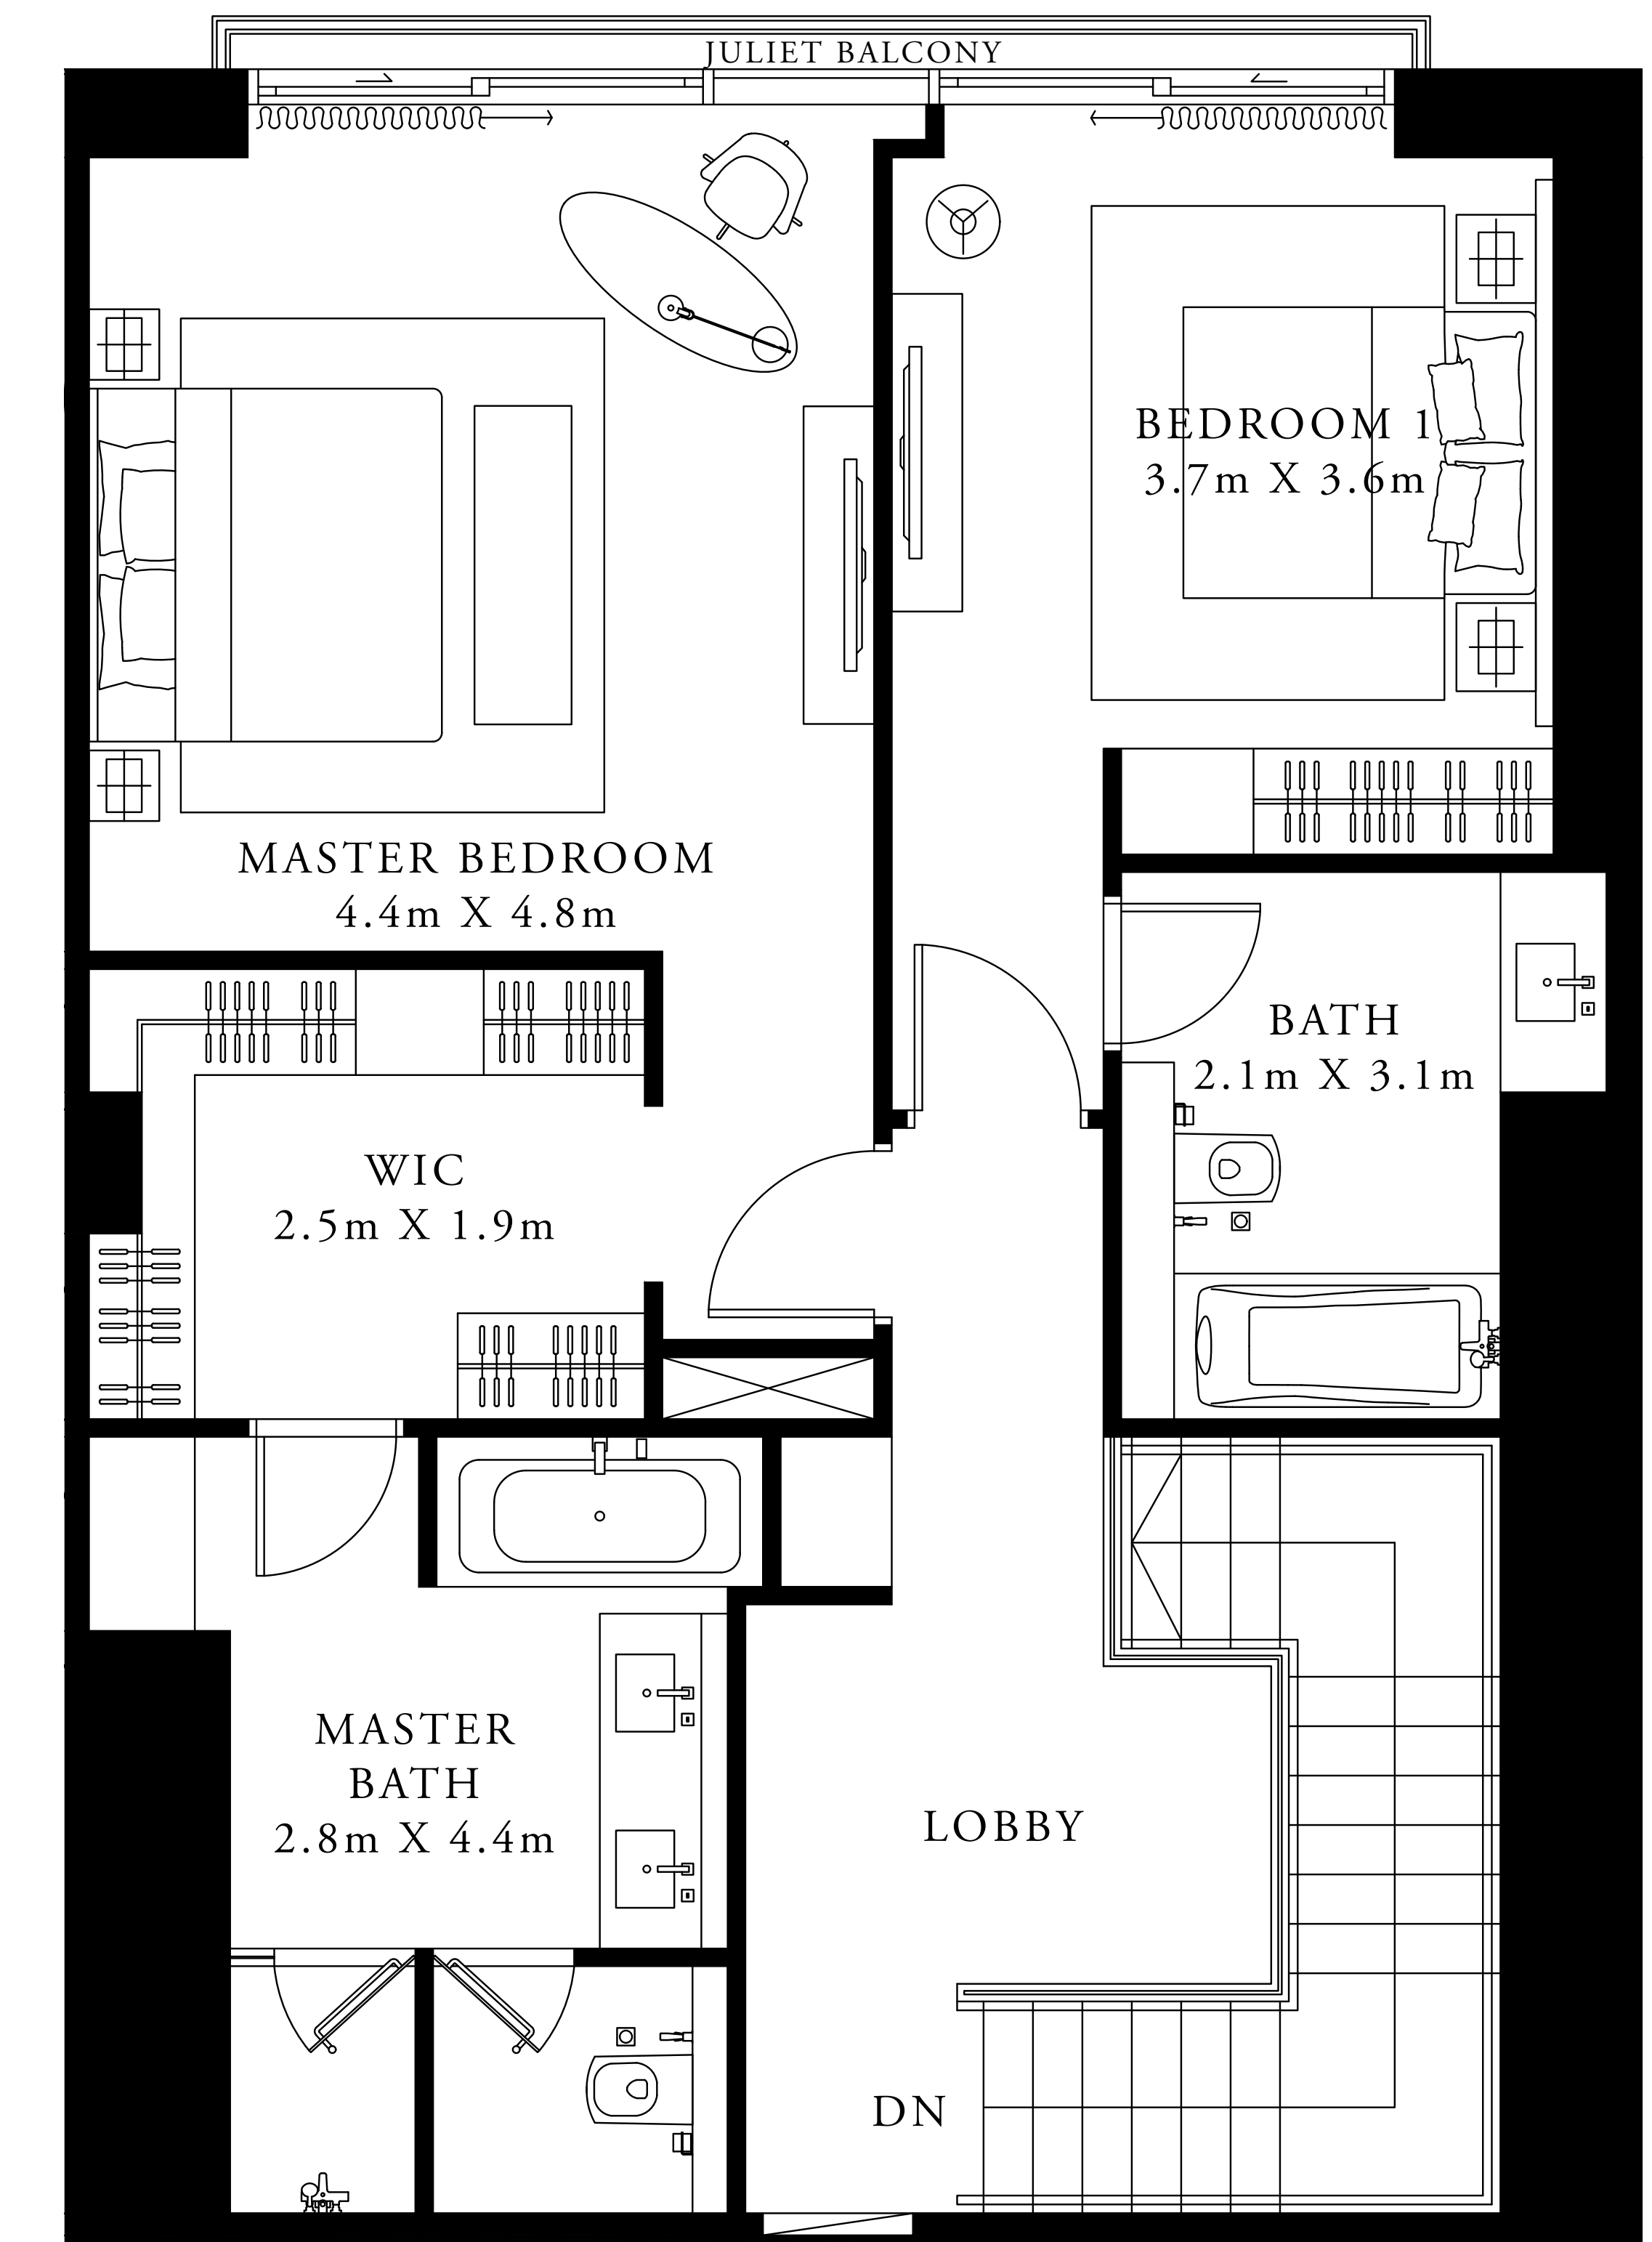 JULIET BALCONY
BEDROOM 1
3.7m X 3.6m
MASTER BEDROOM
4.4m X 4.8m
BATH
2.1m X 3.1m
WIC
2.5m X 1.9m
MASTER
BATH
2.8m X 4.4m
LOBBY
DN